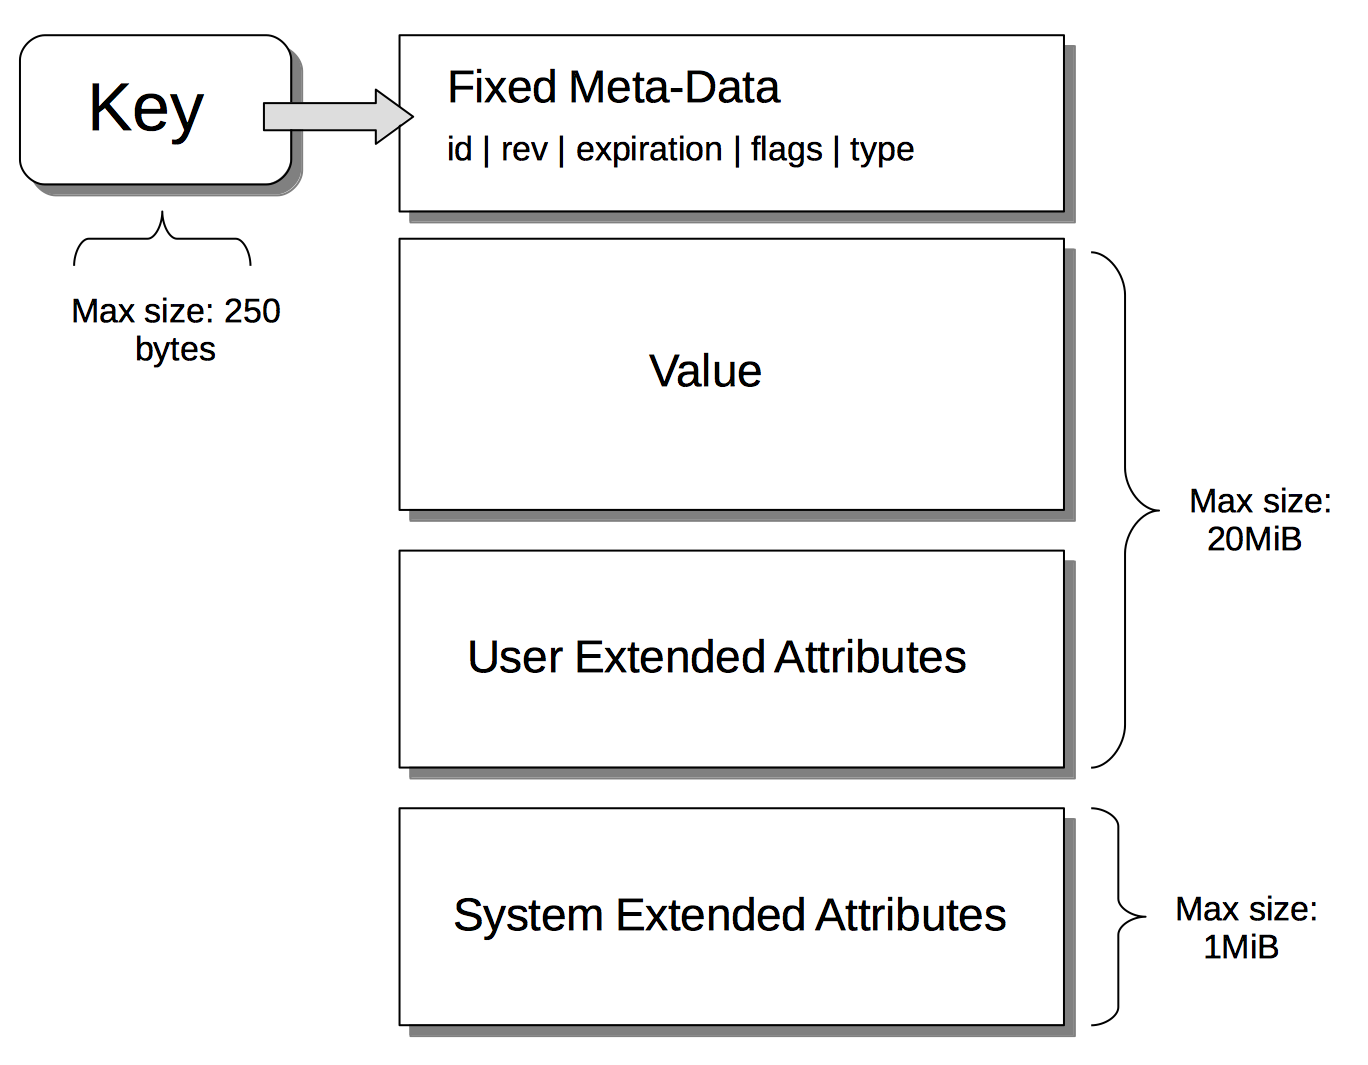 Key
Fixed Meta-Data
id | rev | expiration | flags | type
Max size: 250
bytes
Value
Max size:
20MiB
User Extended Attributes
System Extended Attributes
Max size:
1MiB